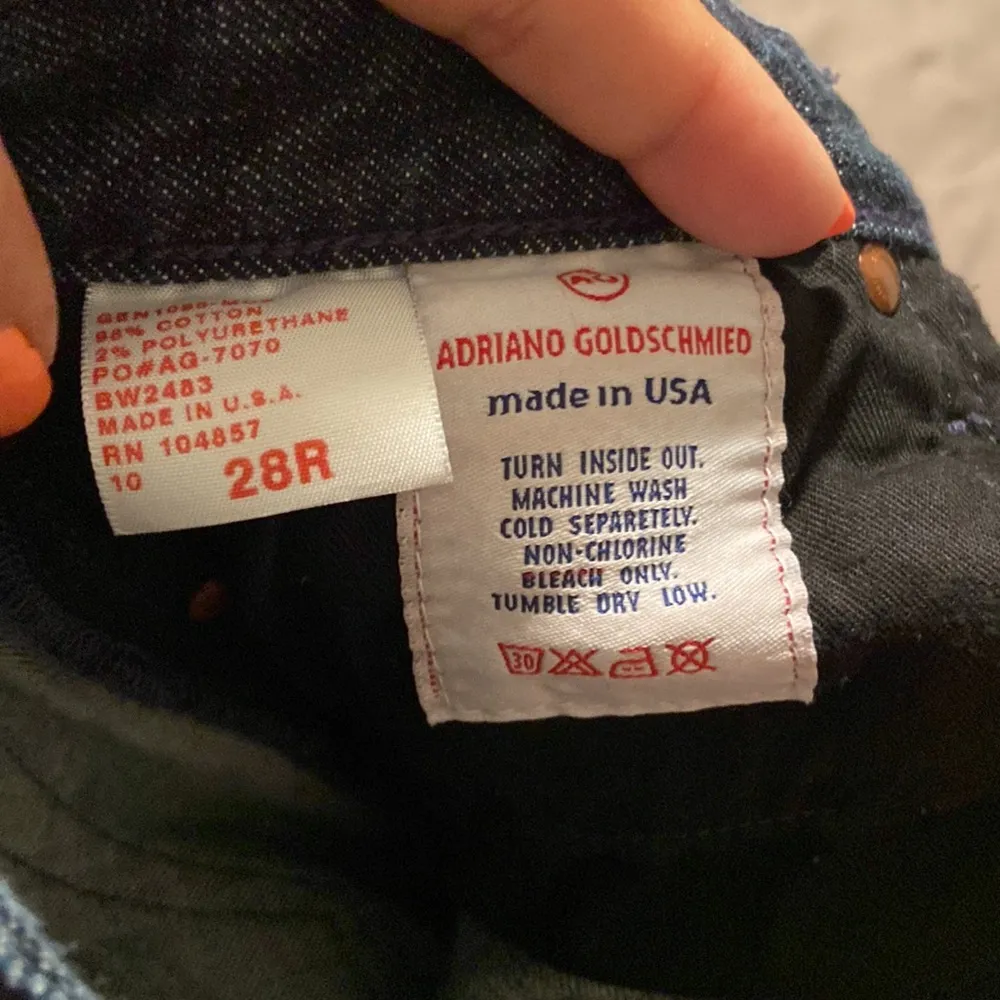 98% COTTON
2% POLYURETHANE
PO#AG-7070
BW2483
MADE IN U.S.A.
RN 104857
10 28R
AG
ADRIANO GOLDSCHMIED
made in USA
TURN INSIDE OUT.
MACHINE WASH
COLD SEPARETELY.
NON-CHLORINE
BLEACH ONLY.
TUMBLE DRY LOW.
30